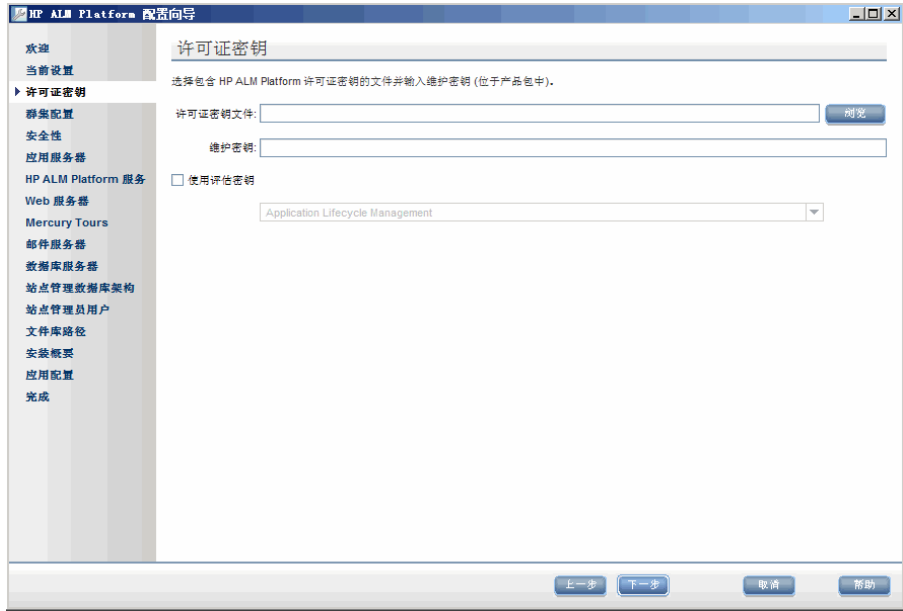 HP ALM Platform 配置向导
欢迎
当前设置
许可证密钥
群集配置
安全性
应用服务器
HP ALM Platform 服务
Web 服务器
Mercury Tours
邮件服务器
数据库服务器
站点管理数据库架构
站点管理员用户
文件库路径
安装概要
应用配置
完成
许可证密钥
选择包含 HP ALM Platform 许可证密钥的文件并输入维护密钥 (位于产品包中)。
许可证密钥文件:
浏览
维护密钥:
使用评估密钥
Application Lifecycle Management
上一步
下一步
取消
帮助